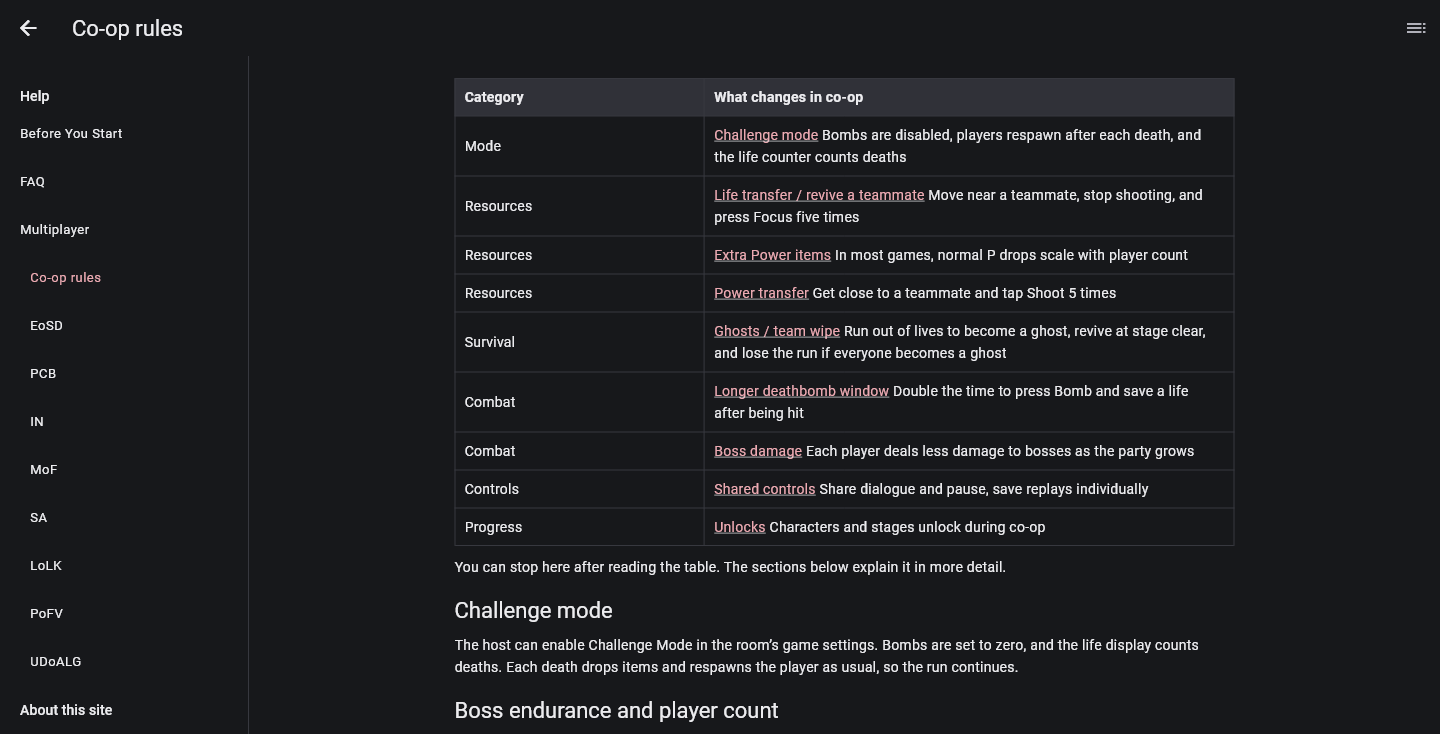 Co-op rules
Help
Before You Start
FAQ
Multiplayer
Co-op rules
EoSD
PCB
IN
MoF
SA
LoLK
PoFV
UDoALG
About this site
Category
What changes in co-op
Mode
Challenge mode Bombs are disabled, players respawn after each death, and
the life counter counts deaths
Resources
Life transfer / revive a teammate Move near a teammate, stop shooting, and
press Focus five times
Resources
Extra Power items In most games, normal P drops scale with player count
Resources
Power transfer Get close to a teammate and tap Shoot 5 times
Survival
Ghosts / team wipe Run out of lives to become a ghost, revive at stage clear,
and lose the run if everyone becomes a ghost
Combat
Longer deathbomb window Double the time to press Bomb and save a life
after being hit
Combat
Boss damage Each player deals less damage to bosses as the party grows
Controls
Shared controls Share dialogue and pause, save replays individually
Progress
Unlocks Characters and stages unlock during co-op
You can stop here after reading the table. The sections below explain it in more detail.
Challenge mode
The host can enable Challenge Mode in the room’s game settings. Bombs are set to zero, and the life display counts
deaths. Each death drops items and respawns the player as usual, so the run continues.
Boss endurance and player count